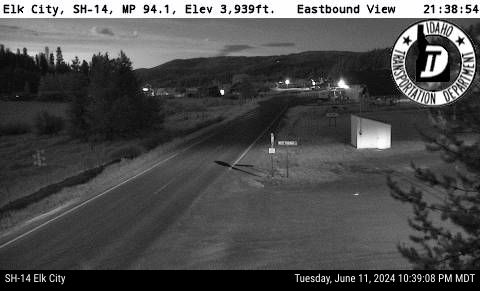 Elk City, SH-14, MP 94.1, Elev 3,939ft. Eastbound View 21:38:54
IDAHO
TRANSPORTATION DEPARTMENT
SH-14 Elk City Tuesday, June 11, 2024 10:39:08 PM MDT